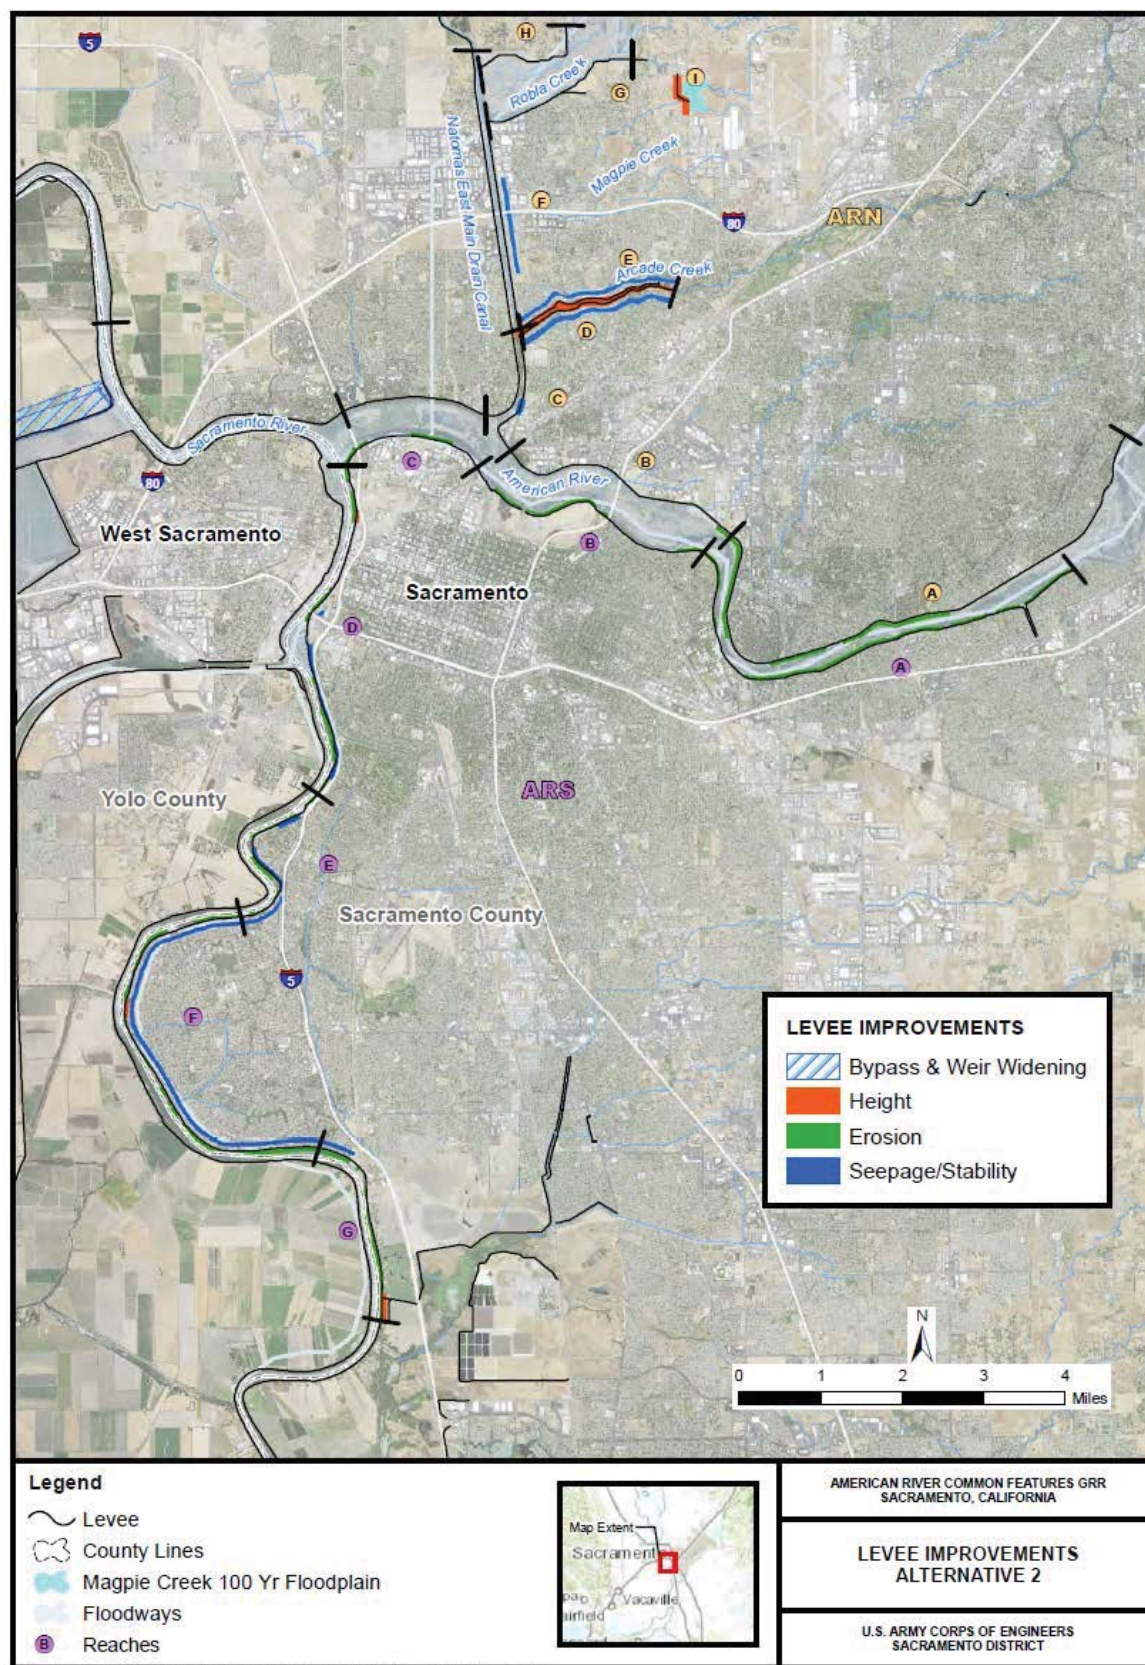 5
H
I
Robla Creek
G
Natomas East Main Drain Canal
Magpie Creek
F
80
ARN
E
Arcade Creek
D
C
Sacramento River
80
C
American River
B
B
West Sacramento
Sacramento
A
D
A
Yolo County
ARS
E
Sacramento County
5
F
G
LEVEE IMPROVEMENTS
Bypass & Weir Widening
Height
Erosion
Seepage/Stability
N
0 1 2 3 4
Miles
Legend
Levee
County Lines
Magpie Creek 100 Yr Floodplain
Floodways
B Reaches
Map Extent
Sacrament
Vacaville
airfield
AMERICAN RIVER COMMON FEATURES GRR
SACRAMENTO, CALIFORNIA
LEVEE IMPROVEMENTS
ALTERNATIVE 2
U.S. ARMY CORPS OF ENGINEERS
SACRAMENTO DISTRICT